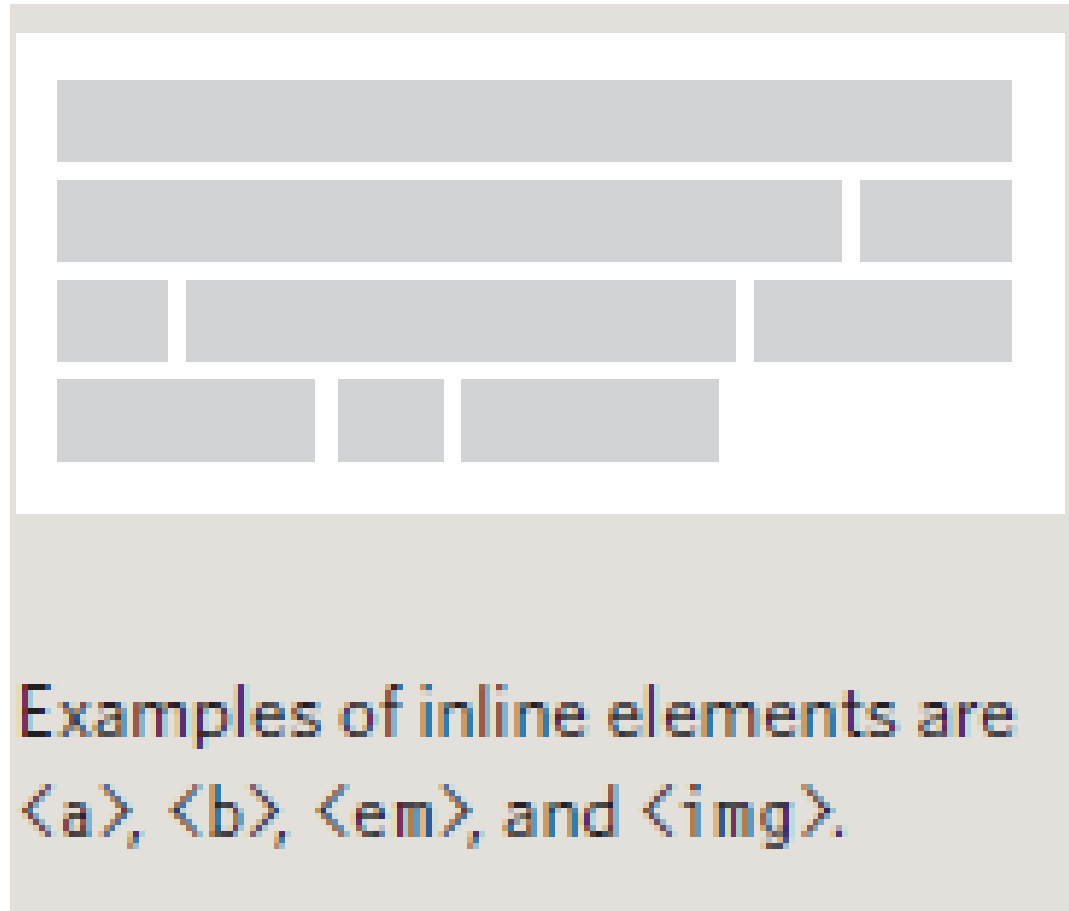 Examples of inline elements are
<a>, <b>, <em>, and <img>.